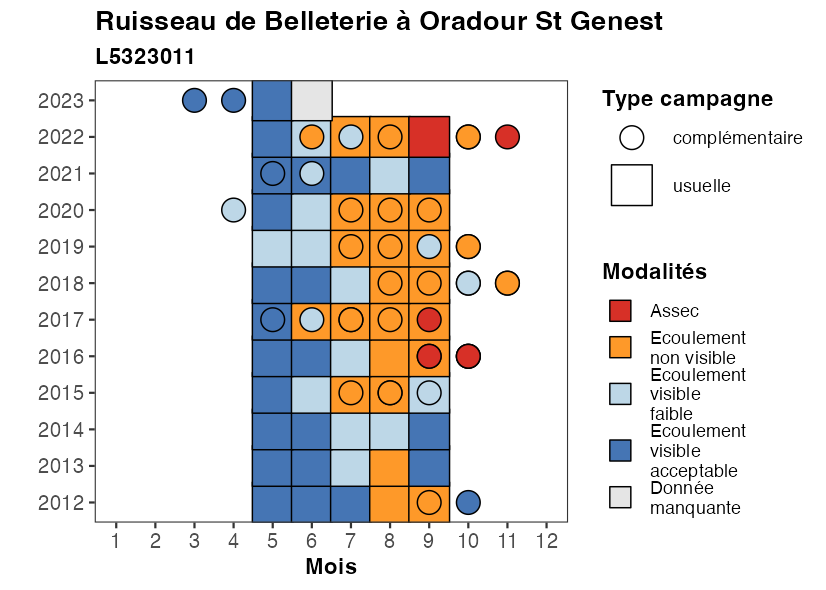 Ruisseau de Belleterie à Oradour St Genest
L5323011
2023
2022
2021
2020
2019
2018
2017
2016
2015
2014
2013
2012
1 2 3 4 5 6 7 8 9 10 11 12
Mois
Type campagne
complémentaire
usuelle
Modalités
Assec
Ecoulement
non visible
Ecoulement
visible
faible
Ecoulement
visible
acceptable
Donnée
manquante